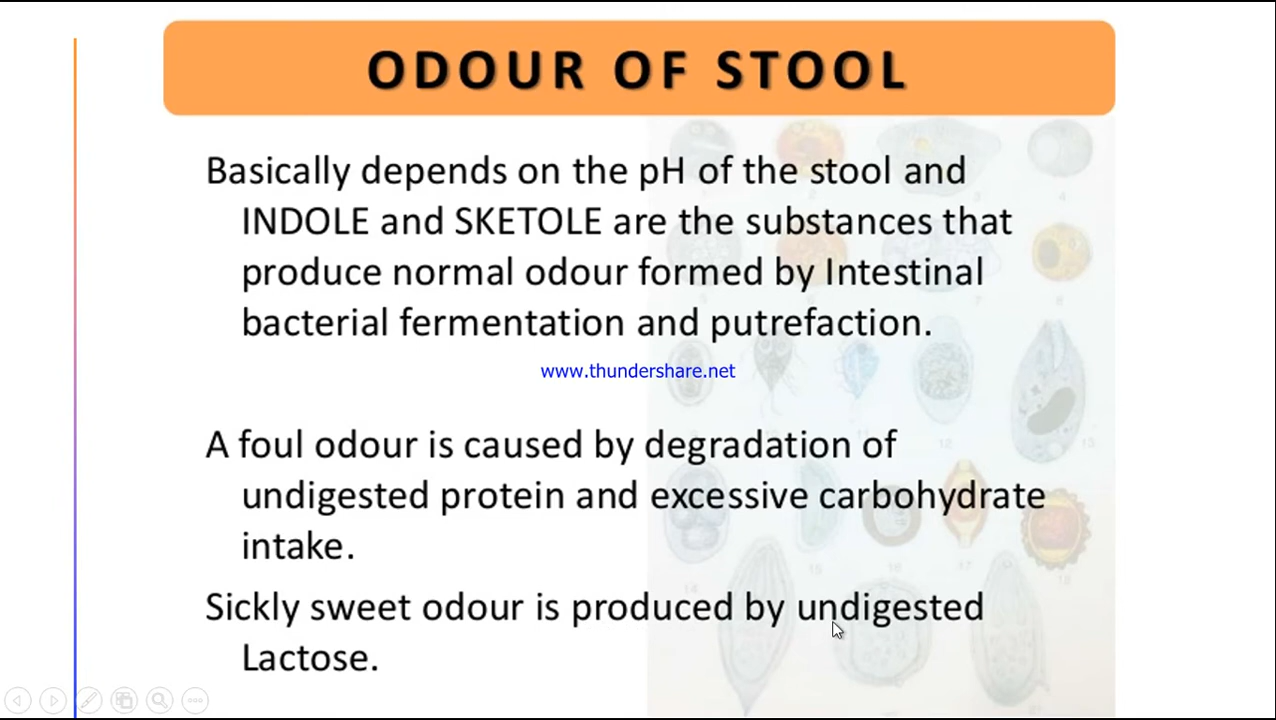 ODOUR OF STOOL
Basically depends on the pH of the stool and
INDOLE and SKETOLE are the substances that
produce normal odour formed by Intestinal
bacterial fermentation and putrefaction.
www.thundershare.net
A foul odour is caused by degradation of
undigested protein and excessive carbohydrate
intake.
Sickly sweet odour is produced by undigested
Lactose.